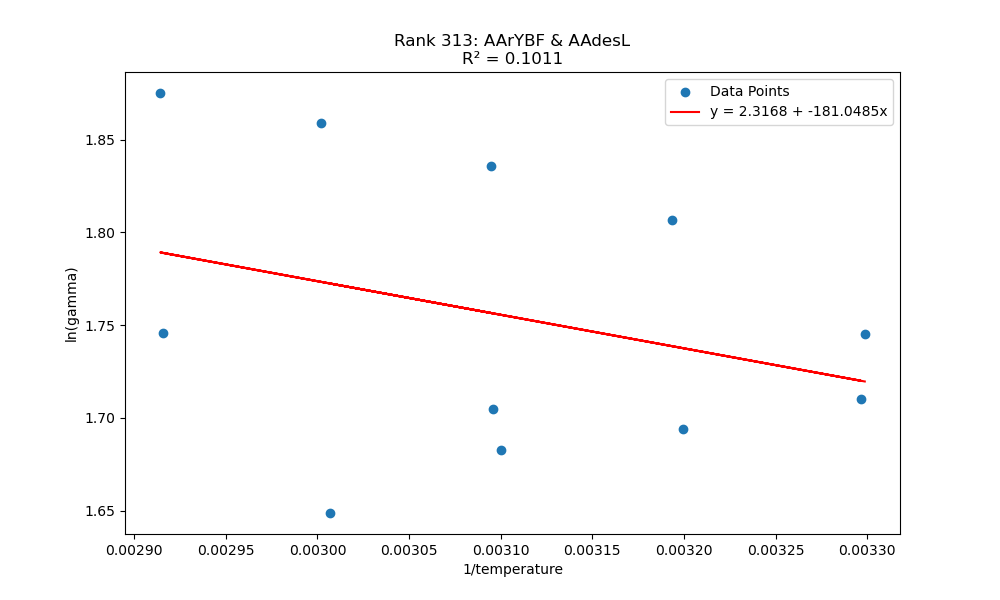 Rank 313: AArYBF & AAdesL
R² = 0.1011
Data Points
y = 2.3168 + -181.0485x
ln(gamma)
1.85
1.80
1.75
1.70
1.65
0.00290 0.00295 0.00300 0.00305 0.00310 0.00315 0.00320 0.00325 0.00330
1/temperature